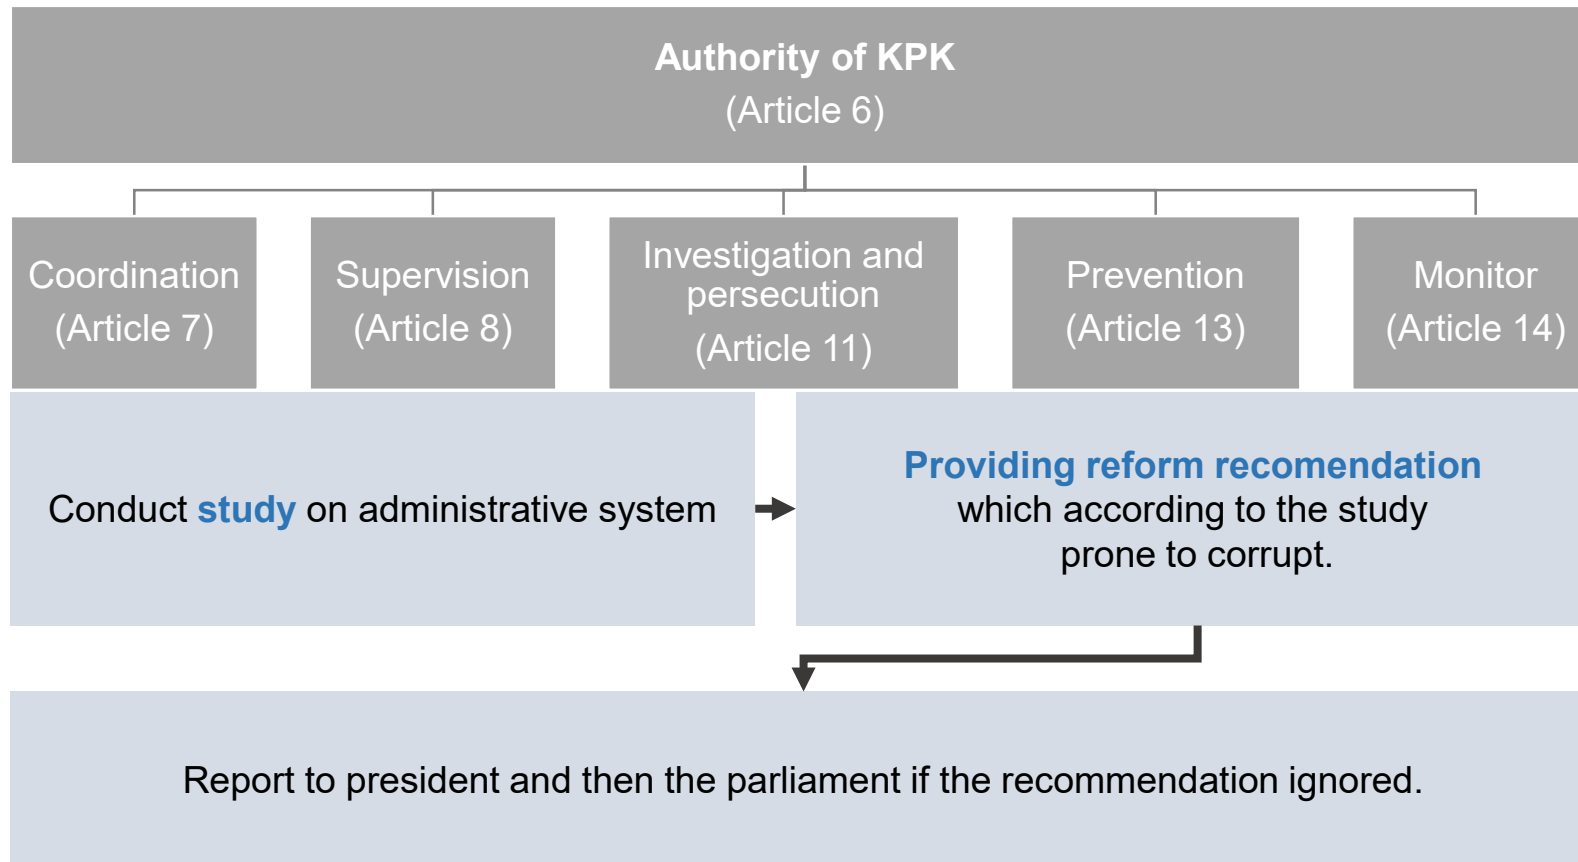 Authority of KPK
(Article 6)
Coordination
(Article 7)
Supervision
(Article 8)
Investigation and
persecution
(Article 11)
Prevention
(Article 13)
Monitor
(Article 14)
Conduct study on administrative system
Providing reform recomendation
which according to the study
prone to corrupt.
Report to president and then the parliament if the recommendation ignored.